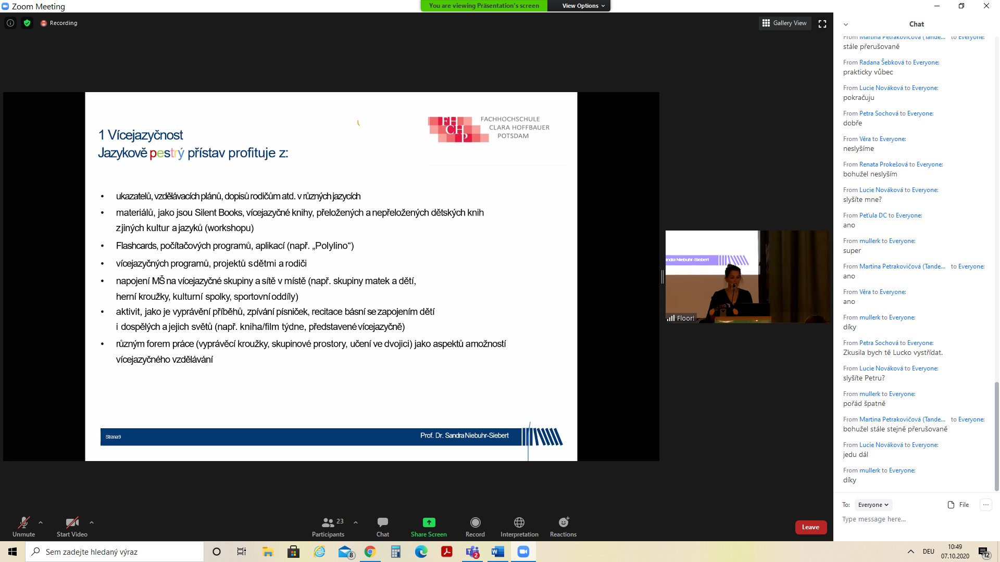 Zoom Meeting
You are viewing Präsentation's screen
View Options
Recording
Gallery View
FACHHOCHSCHULE
CLARA HOFFBAUER
POTSDAM
FH
CH
P
1 Vícejazyčnost
Jazykově pestrý přístav profituje z:
• ukazatelů, vzdělávacích plánů, dopisů rodičům atd. v různých jazycích
• materiálů, jako jsou Silent Books, vícejazyčné knihy, přeložených a nepřeložených dětských knih
z jiných kultur a jazyků (workshopu)
• Flashcards, počítačových programů, aplikací (např. „Polylino“)
• vícejazyčných programů, projektů s dětmi a rodiči
• napojení MŠ na vícejazyčné skupiny a sítě v místě (např. skupiny matek a dětí,
herní kroužky, kulturní spolky, sportovní oddíly)
• aktivit, jako je vyprávění příběhů, zpívání písniček, recitace básní se zapojením dětí
i dospělých a jejich světů (např. kniha/film týdne, představené vícejazyčně)
• různým forem práce (vyprávěcí kroužky, skupinové prostory, učení ve dvojici) jako aspektů a možností
vícejazyčného vzdělávání
Strana 9
Prof. Dr. Sandra Niebuhr-Siebert
andra Niebuhr-Siebert
Floor!
Chat
From Martina Petrakovičová (Tande... to Everyone:
stále přerušovaně
From Radana Šebková to Everyone:
prakticky vůbec
From Lucie Nováková to Everyone:
pokračuju
From Petra Sochová to Everyone:
dobře
From Věra to Everyone:
neslyšíme
From Renata Prokešová to Everyone:
bohužel neslyším
From Lucie Nováková to Everyone:
slyšíte mne?
From Peťula DC to Everyone:
ano
From mullerk to Everyone:
super
From Martina Petrakovičová (Tande... to Everyone:
ano
From Věra to Everyone:
ano
From mullerk to Everyone:
díky
From Petra Sochová to Everyone:
Zkusila bych tě Lucko vystřídat.
From Lucie Nováková to Everyone:
slyšíte Petru?
From mullerk to Everyone:
pořád špatně
From Martina Petrakovičová (Tande... to Everyone:
bohužel stále stejně přerušovaně
From Lucie Nováková to Everyone:
jedu dál
From mullerk to Everyone:
díky
To: Everyone
File
Type message here...
Unmute
Start Video
23
Participants
Chat
Share Screen
Record
Interpretation
Reactions
Leave
Sem zadejte hledaný výraz
8
2
DEU
10:49
07.10.2020
12